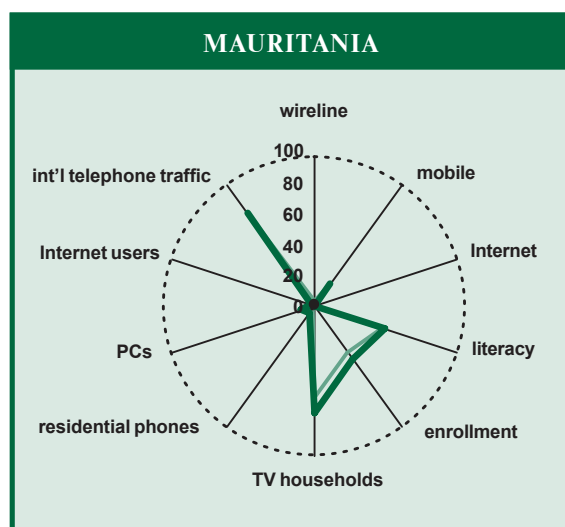 MAURITANIA
wireline
100
int'l telephone traffic
mobile
80
60
Internet users
40
Internet
20
0
PCs
literacy
residential phones
enrollment
TV households